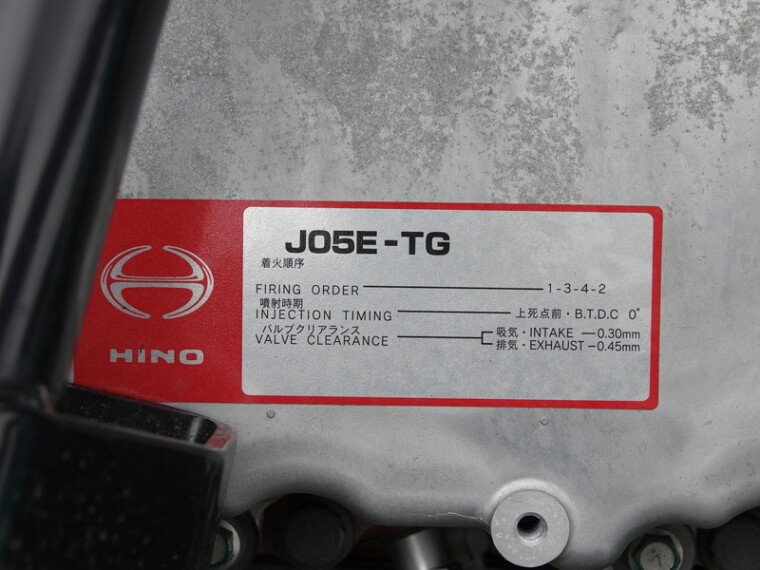 J05E-TG
着火順序
FIRING ORDER 1-3-4-2
噴射時期
INJECTION TIMING 上死点前・B.T.D.C 0°
バルブクリアランス
VALVE CLEARANCE 吸気・INTAKE 0.30mm
排気・EXHAUST 0.45mm
HINO